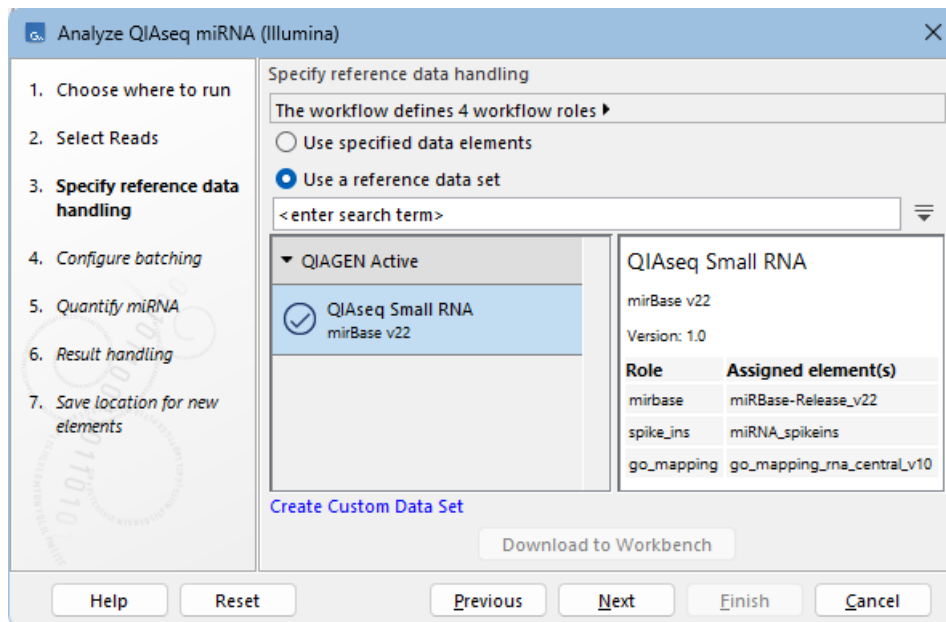 Analyze QIAseq miRNA (Illumina)
1. Choose where to run
2. Select Reads
3. Specify reference data
handling
4. Configure batching
5. Quantify miRNA
6. Result handling
7. Save location for new
elements
Specify reference data handling
The workflow defines 4 workflow roles
Use specified data elements
Use a reference data set
<enter search term>
QIAGEN Active
QIAseq Small RNA
mirBase v22
QIAseq Small RNA
mirBase v22
Version: 1.0
Role Assigned element(s)
mirbase miRBase-Release_v22
spike_ins miRNA_spikeins
go_mapping go_mapping_rna_central_v10
Create Custom Data Set
Download to Workbench
Help Reset Previous Next Finish Cancel